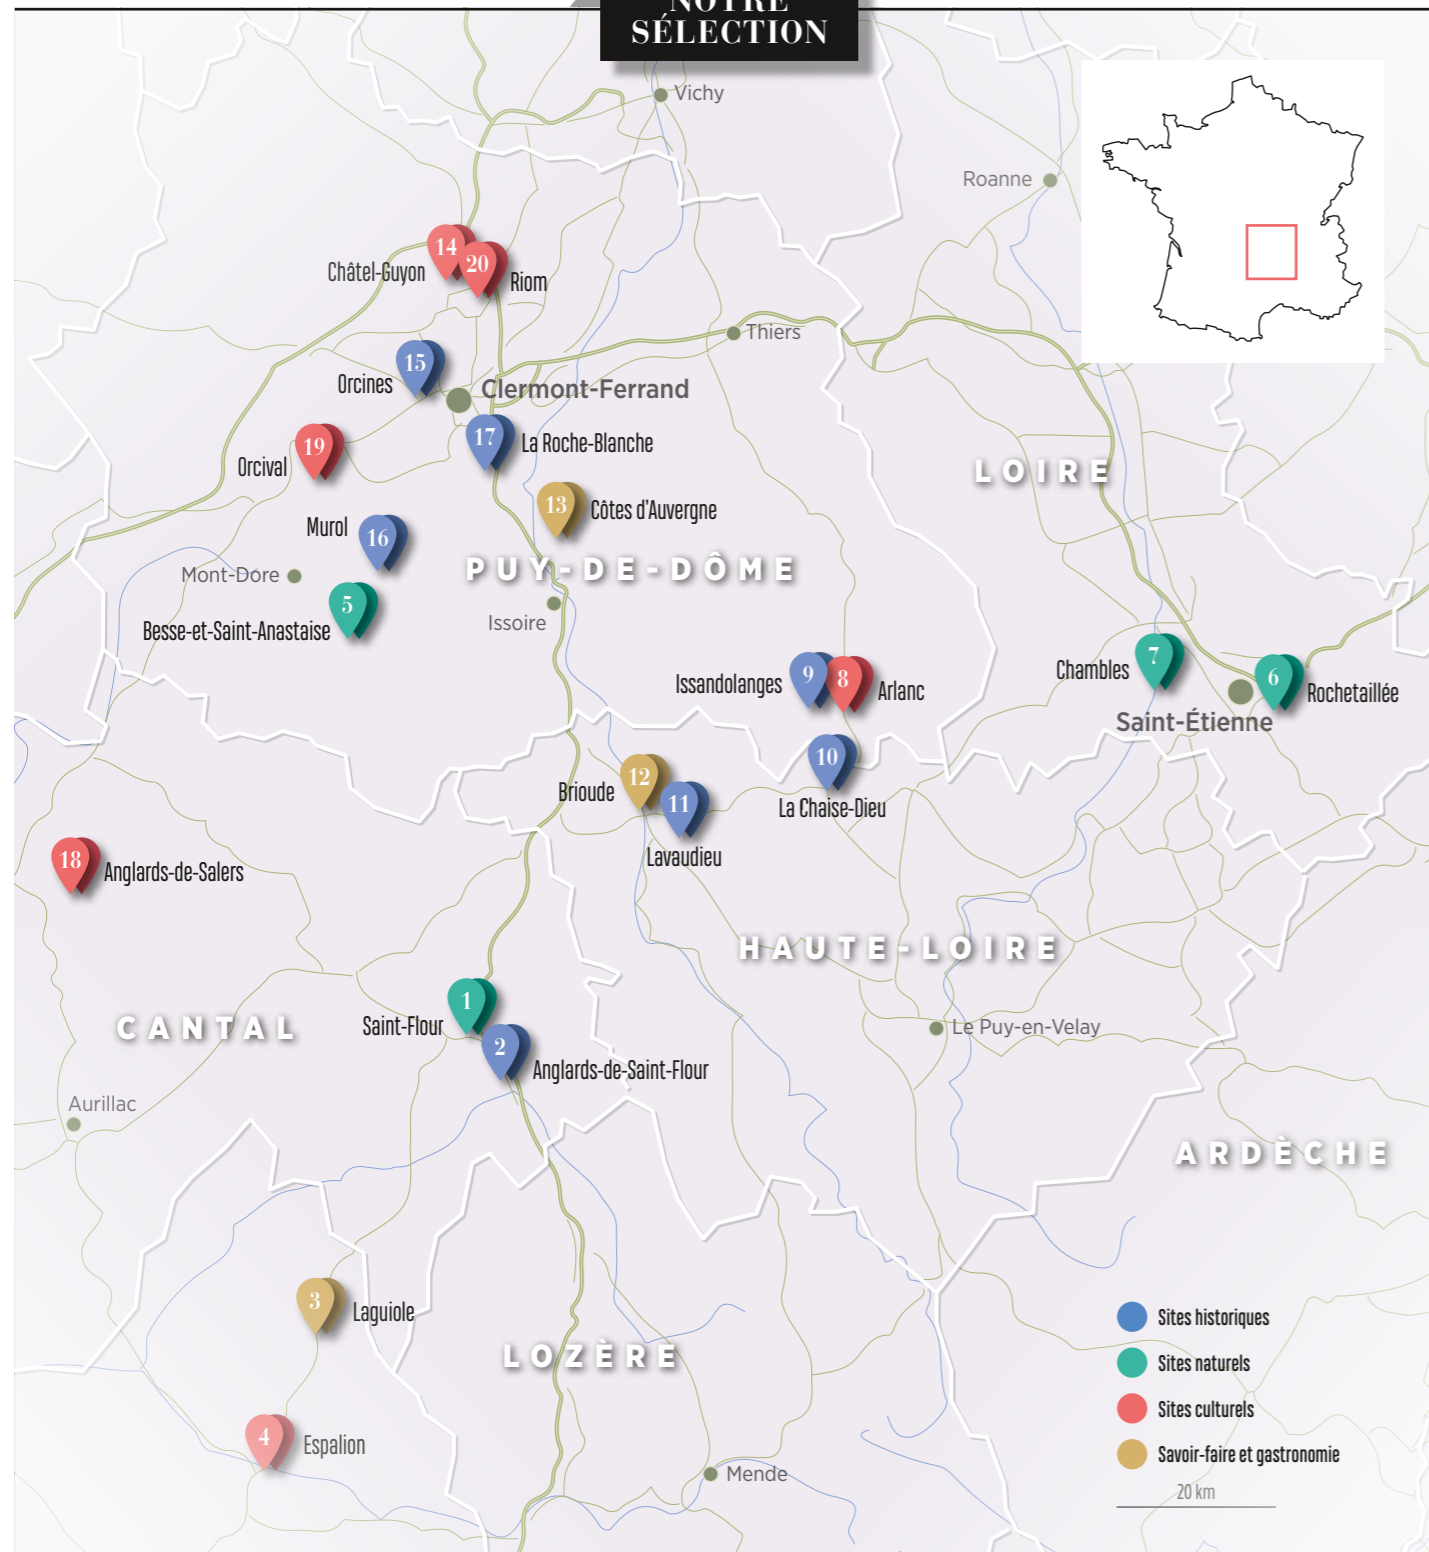 NOTRE
SÉLECTION
Vichy
Roanne
14
Châtel-Guyon
20
Riom
Thiers
15
Orcines
Clermont-Ferrand
17
La Roche-Blanche
19
Orcival
LOIRE
13
Côtes d'Auvergne
16
Murol
PUY-DE-DÔME
Mont-Dore
5
Besse-et-Saint-Anastaise
Issoire
9
Issandolanges
8
Arlanc
7
Chambles
6
Rochetaillée
Saint-Étienne
10
La Chaise-Dieu
12
Brioude
11
Lavaudieu
18
Anglards-de-Salers
HAUTE-LOIRE
1
Saint-Flour
CANTAL
2
Anglards-de-Saint-Flour
Le Puy-en-Velay
Aurillac
ARDÈCHE
3
Laguiole
LOZÈRE
4
Espalion
Mende
Sites historiques
Sites naturels
Sites culturels
Savoir-faire et gastronomie
20 km